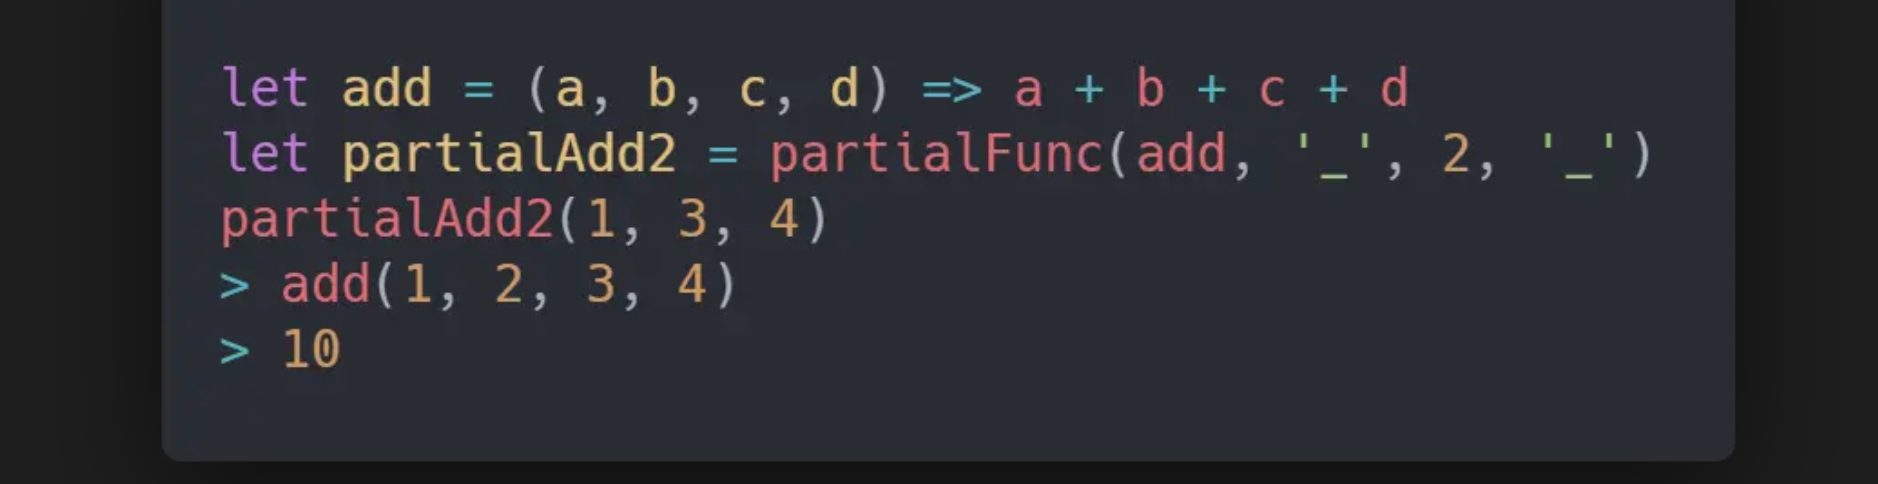 let add = (a, b, c, d) => a + b + c + d
let partialAdd2 = partialFunc(add, '_', 2, '_')
partialAdd2(1, 3, 4)
> add(1, 2, 3, 4)
> 10